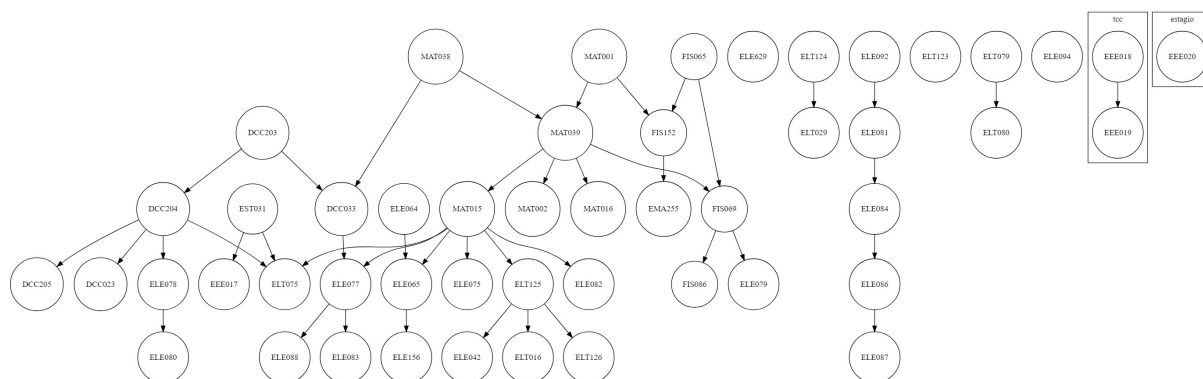 tcc
estagio
MAT038
MAT001
FIS065
ELE629
ELT124
ELE092
ELT123
ELT079
ELE094
EEE018
EEE020
DCC203
MAT039
FIS152
ELT029
ELE081
ELT080
EEE019
DCC204
EST031
DCC033
ELE064
MAT015
MAT002
MAT016
EMA255
FIS069
ELE084
DCC205
DCC023
ELE078
EEE017
ELT075
ELE077
ELE065
ELE075
ELT125
ELE082
FIS086
ELE079
ELE086
ELE080
ELE088
ELE083
ELE156
ELE042
ELT016
ELT126
ELE087